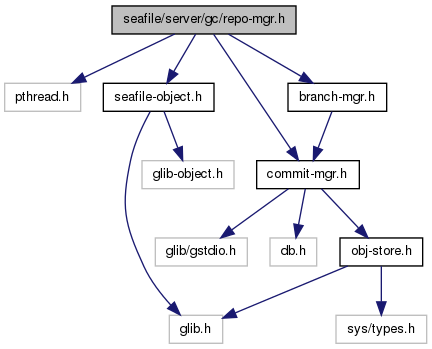 seafile/server/gc/repo-mgr.h
pthread.h
seafile-object.h
branch-mgr.h
glib-object.h
commit-mgr.h
glib/gstdio.h
db.h
obj-store.h
glib.h
sys/types.h